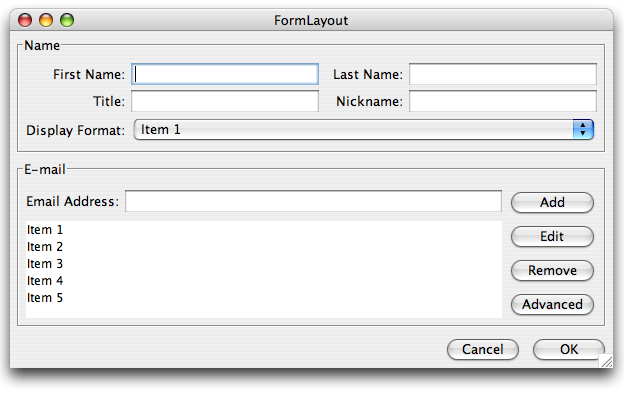 FormLayout
Name
First Name: Last Name:
Title: Nickname:
Display Format: Item 1
E-mail
Email Address: Add
Item 1
Item 2
Item 3
Item 4
Item 5
Edit
Remove
Advanced
Cancel OK